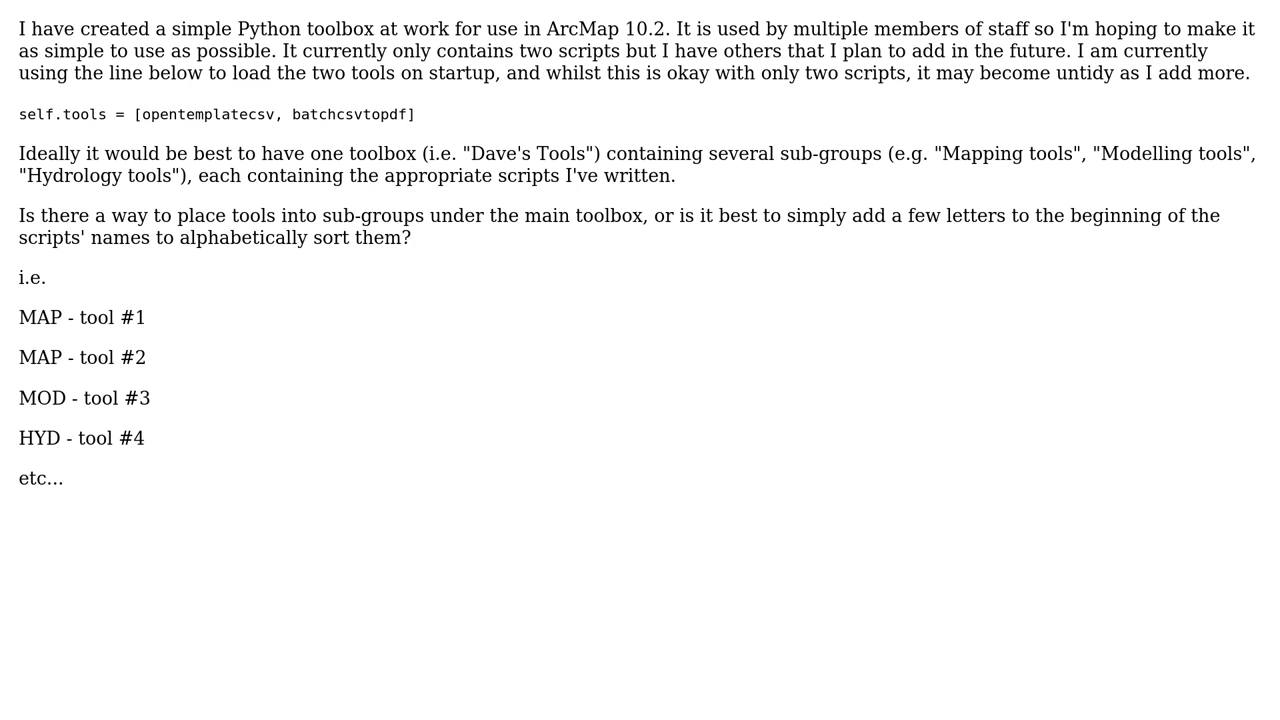 I have created a simple Python toolbox at work for use in ArcMap 10.2. It is used by multiple members of staff so I'm hoping to make it
as simple to use as possible. It currently only contains two scripts but I have others that I plan to add in the future. I am currently
using the line below to load the two tools on startup, and whilst this is okay with only two scripts, it may become untidy as I add more.
self.tools = [opentemplatecsv, batchcsvtopdf]
Ideally it would be best to have one toolbox (i.e. "Dave's Tools") containing several sub-groups (e.g. "Mapping tools", "Modelling tools",
"Hydrology tools"), each containing the appropriate scripts I've written.
Is there a way to place tools into sub-groups under the main toolbox, or is it best to simply add a few letters to the beginning of the
scripts' names to alphabetically sort them?
i.e.
MAP - tool #1
MAP - tool #2
MOD - tool #3
HYD - tool #4
etc...